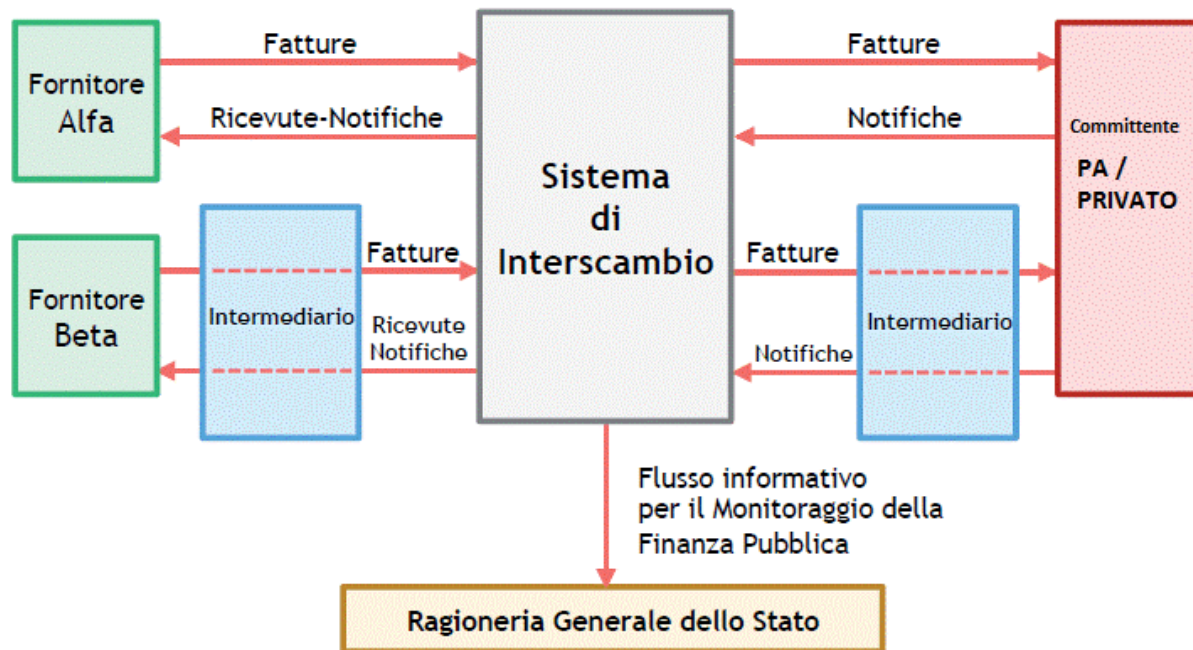 Fatture
Fatture
Fornitore
Alfa
Ricevute-Notifiche
Notifiche
Committente
PA /
PRIVATO
Sistema
di
Interscambio
Fatture
Fatture
Fornitore
Beta
Intermediario
Ricevute
Notifiche
Notifiche
Intermediario
Flusso informativo
per il Monitoraggio della
Finanza Pubblica
Ragioneria Generale dello Stato